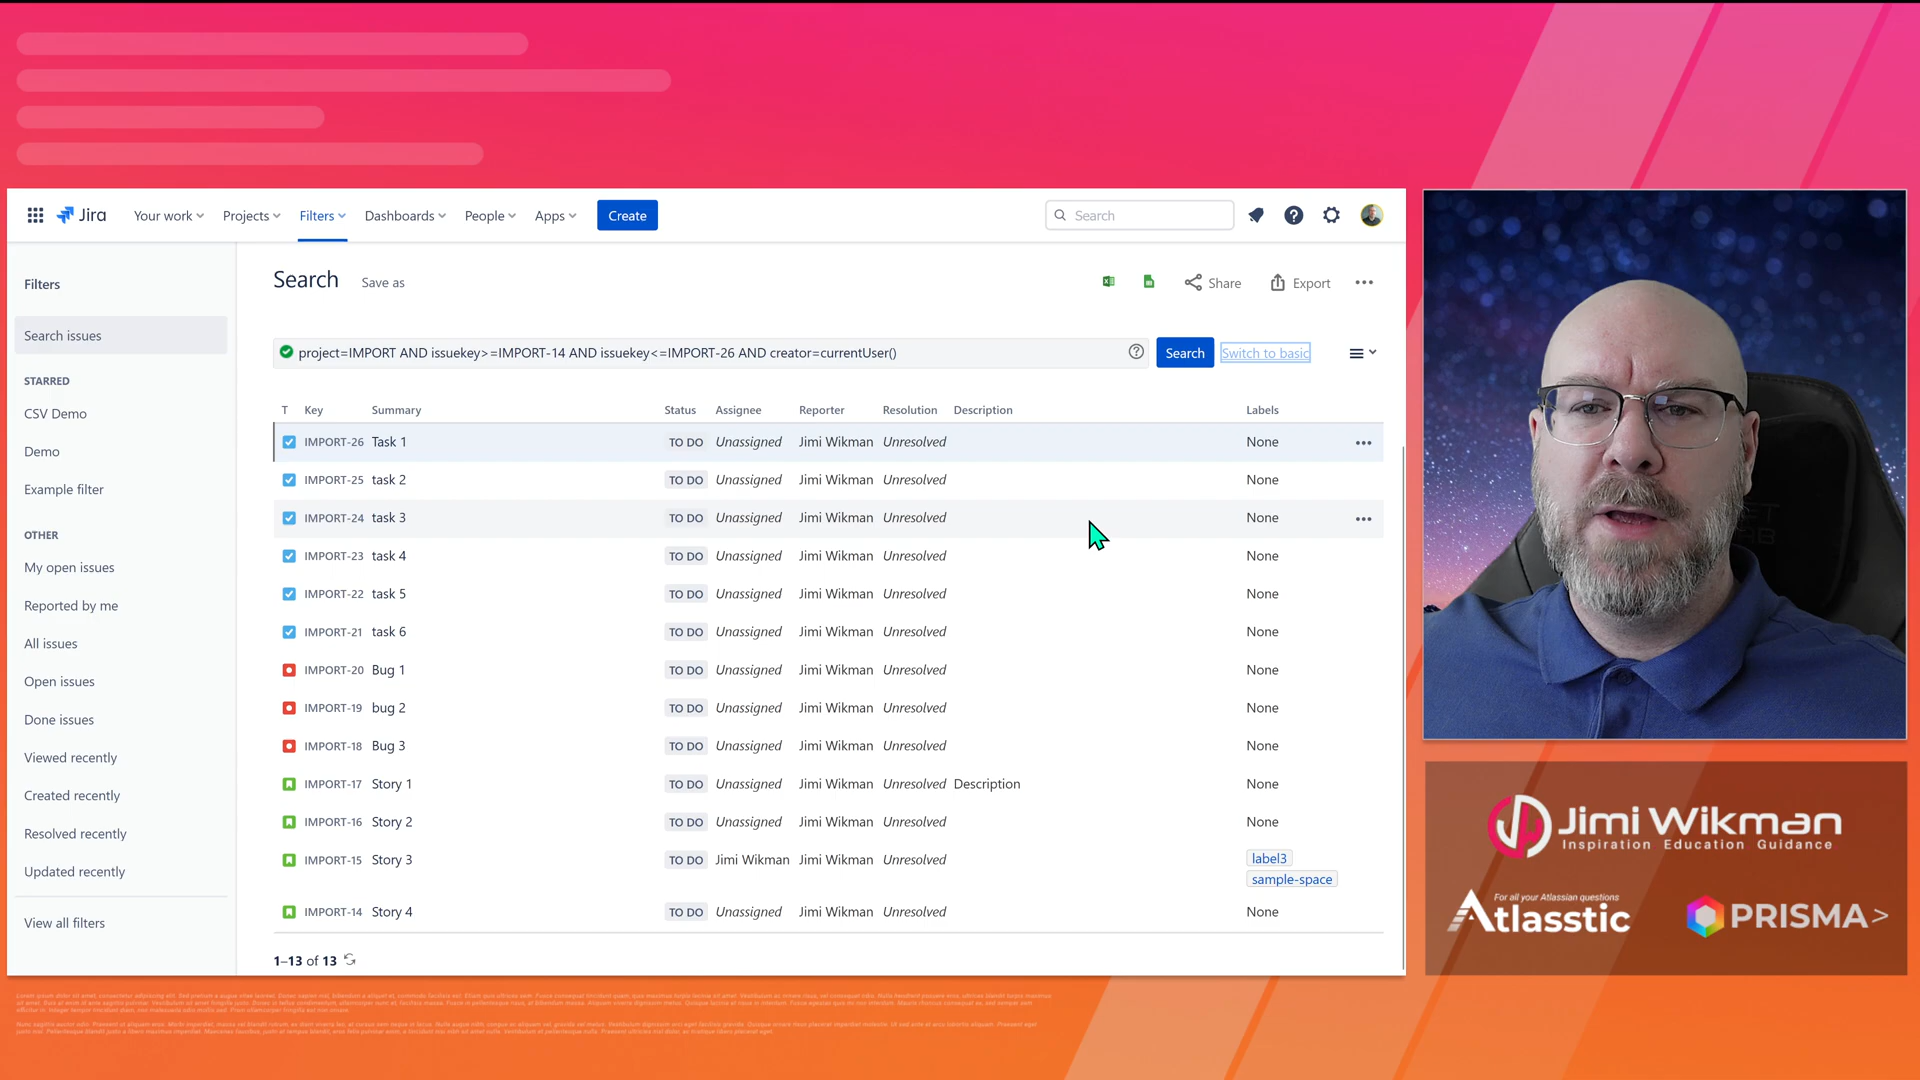 Jira Your work Projects Filters Dashboards People Apps Create Search
Filters
Search issues
STARRED
CSV Demo
Demo
Example filter
OTHER
My open issues
Reported by me
All issues
Open issues
Done issues
Viewed recently
Created recently
Resolved recently
Updated recently
View all filters
Search Save as Share Export
project=IMPORT AND issuekey>=IMPORT-14 AND issuekey<=IMPORT-26 AND creator=currentUser() Search Switch to basic
T Key Summary Status Assignee Reporter Resolution Description Labels
IMPORT-26 Task 1 TO DO Unassigned Jimi Wikman Unresolved None
IMPORT-25 task 2 TO DO Unassigned Jimi Wikman Unresolved None
IMPORT-24 task 3 TO DO Unassigned Jimi Wikman Unresolved None
IMPORT-23 task 4 TO DO Unassigned Jimi Wikman Unresolved None
IMPORT-22 task 5 TO DO Unassigned Jimi Wikman Unresolved None
IMPORT-21 task 6 TO DO Unassigned Jimi Wikman Unresolved None
IMPORT-20 Bug 1 TO DO Unassigned Jimi Wikman Unresolved None
IMPORT-19 bug 2 TO DO Unassigned Jimi Wikman Unresolved None
IMPORT-18 Bug 3 TO DO Unassigned Jimi Wikman Unresolved None
IMPORT-17 Story 1 TO DO Unassigned Jimi Wikman Unresolved Description None
IMPORT-16 Story 2 TO DO Unassigned Jimi Wikman Unresolved None
IMPORT-15 Story 3 TO DO Jimi Wikman Jimi Wikman Unresolved label3
sample-space
IMPORT-14 Story 4 TO DO Unassigned Jimi Wikman Unresolved None
1–13 of 13
Jimi Wikman
Inspiration Education Guidance
For all your Atlassian questions
Atlasstic
PRISMA>